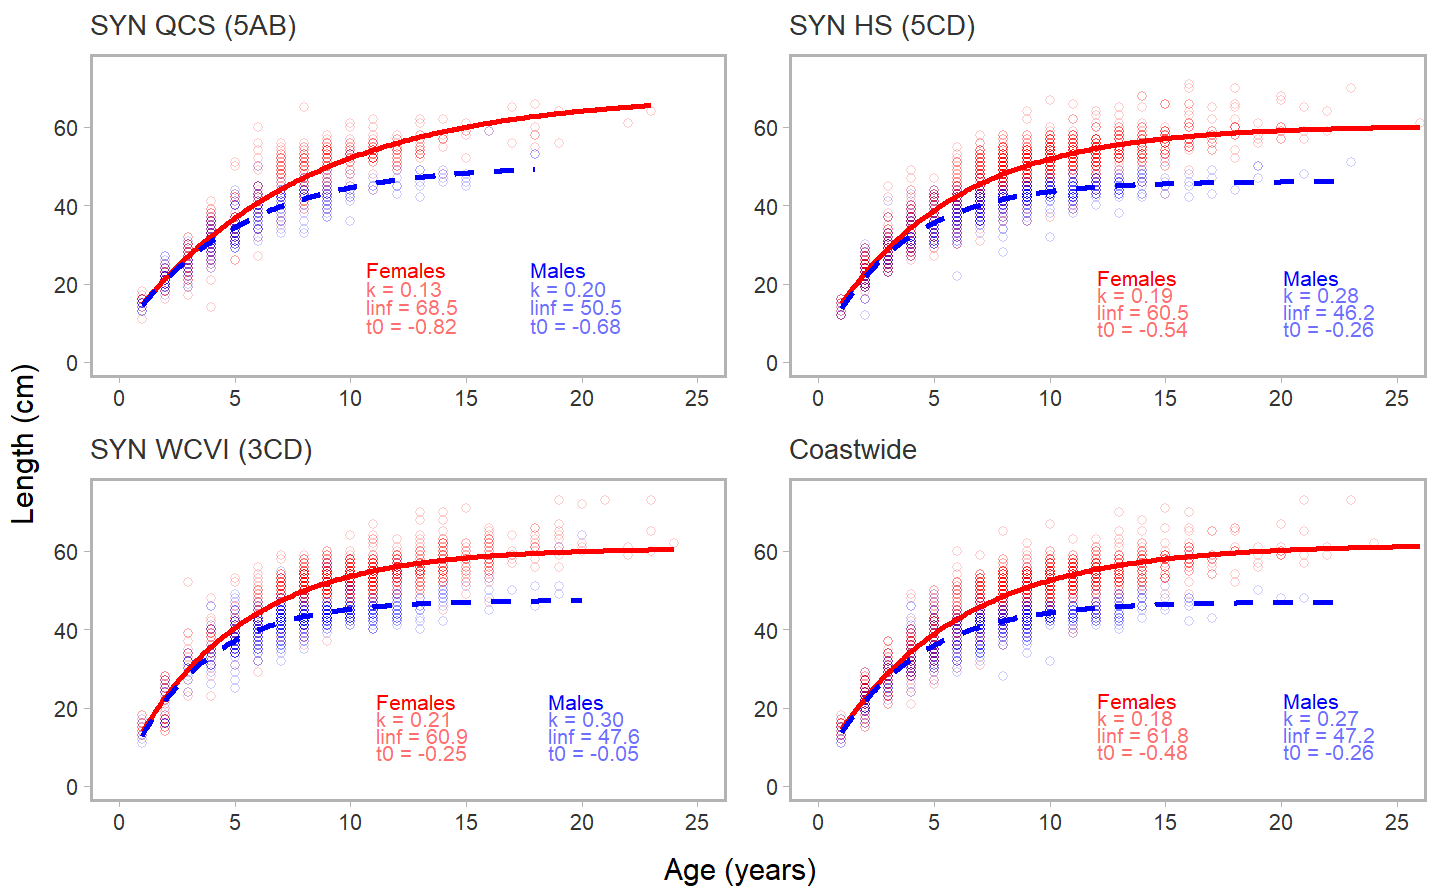 SYN QCS (5AB)
SYN HS (5CD)
60
40
20
0
Females
k = 0.13
linf = 68.5
t0 = -0.82
Males
k = 0.20
linf = 50.5
t0 = -0.68
0 5 10 15 20 25
60
40
20
0
Females
k = 0.19
linf = 60.5
t0 = -0.54
Males
k = 0.28
linf = 46.2
t0 = -0.26
0 5 10 15 20 25
Length (cm)
SYN WCVI (3CD)
Coastwide
60
40
20
0
Females
k = 0.21
linf = 60.9
t0 = -0.25
Males
k = 0.30
linf = 47.6
t0 = -0.05
0 5 10 15 20 25
60
40
20
0
Females
k = 0.18
linf = 61.8
t0 = -0.48
Males
k = 0.27
linf = 47.2
t0 = -0.26
0 5 10 15 20 25
Age (years)